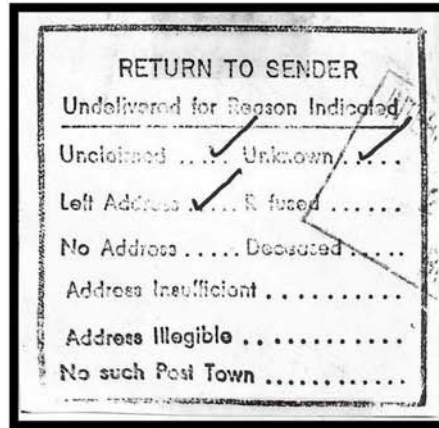 RETURN TO SENDER
Undelivered for Reason Indicated
Unclaimed ..... Unknown .....
Left Address ..... Refused ......
No Address ..... Deceased .....
Address Insufficient ..........
Address Illegible ............
No such Post Town ..........